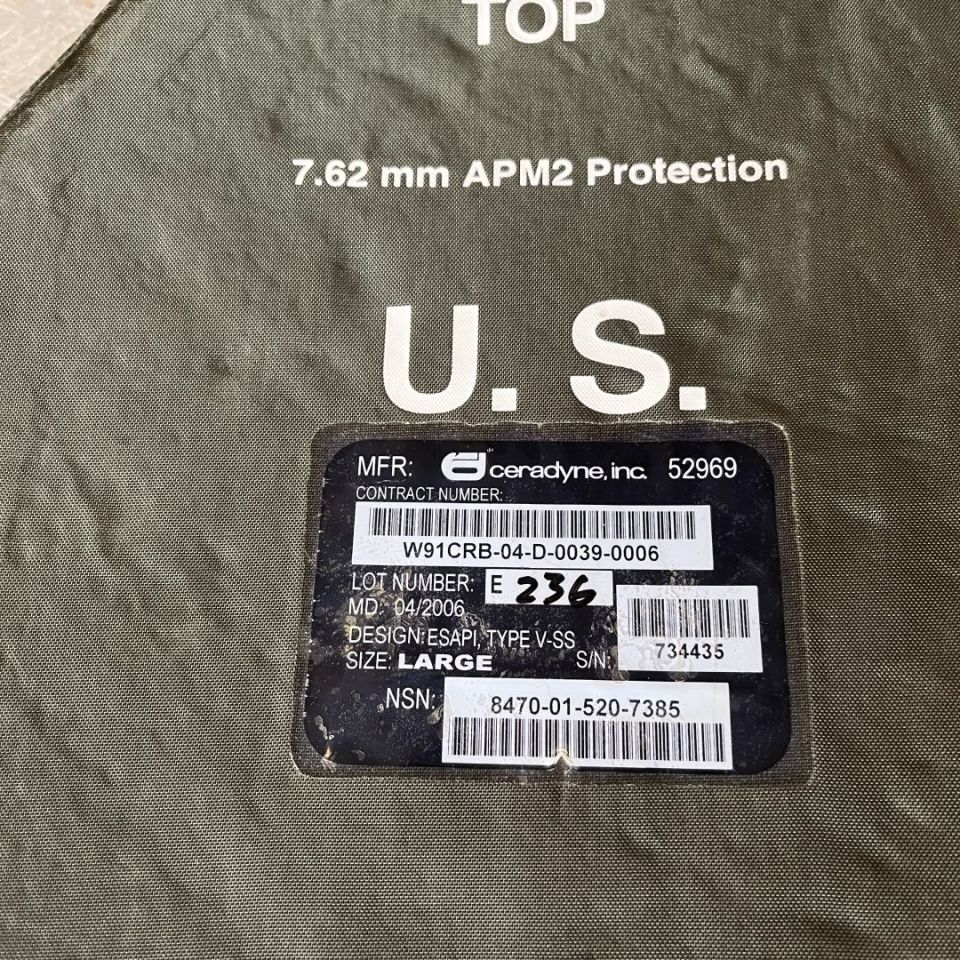 TOP
7.62 mm APM2 Protection
U. S.
MFR: ceradyne, inc. 52969
CONTRACT NUMBER:
W91CRB-04-D-0039-0006
LOT NUMBER: E 236
MD: 04/2006
DESIGN: ESAPI, TYPE V-SS
SIZE: LARGE S/N: 734435
NSN: 8470-01-520-7385